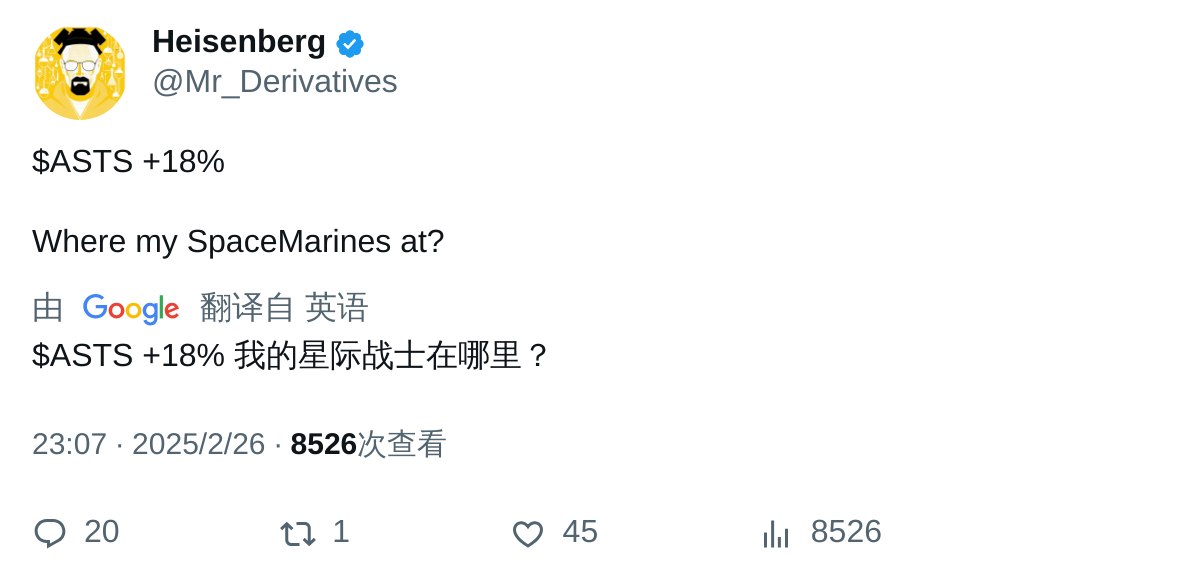 Heisenberg
@Mr_Derivatives
$ASTS +18%
Where my SpaceMarines at?
由 Google 翻译自 英语
$ASTS +18% 我的星际战士在哪里？
23:07 · 2025/2/26 · 8526次查看
20 1 45 8526